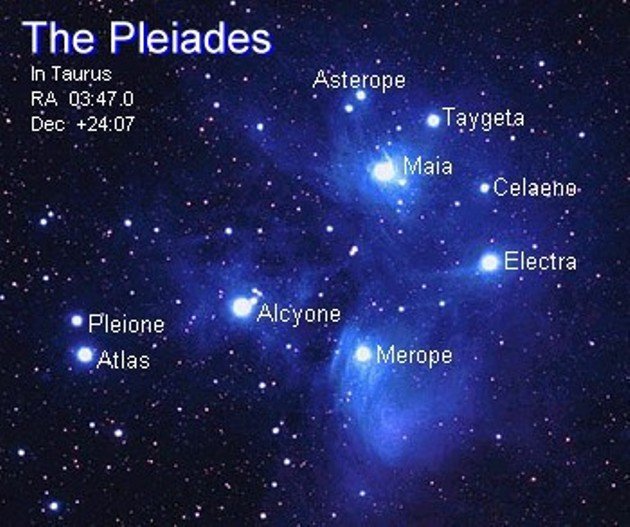 The Pleiades
In Taurus
RA 03:47.0
Dec +24:07
Asterope
Taygeta
Maia
Celaeno
Electra
Alcyone
Pleione
Merope
Atlas